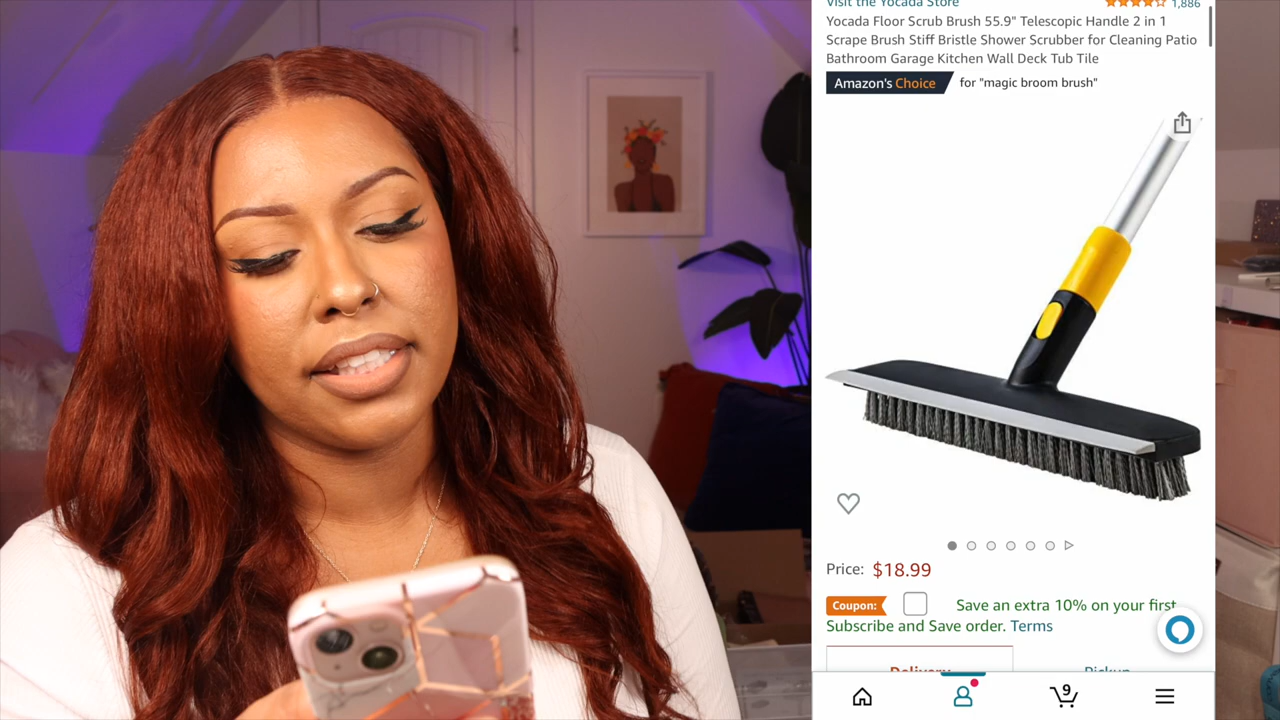 Visit the Yocada Store
1,886
Yocada Floor Scrub Brush 55.9" Telescopic Handle 2 in 1
Scrape Brush Stiff Bristle Shower Scrubber for Cleaning Patio
Bathroom Garage Kitchen Wall Deck Tub Tile
Amazon's Choice for "magic broom brush"
Price: $18.99
Coupon: Save an extra 10% on your first
Subscribe and Save order. Terms
Delivery Pickup
9